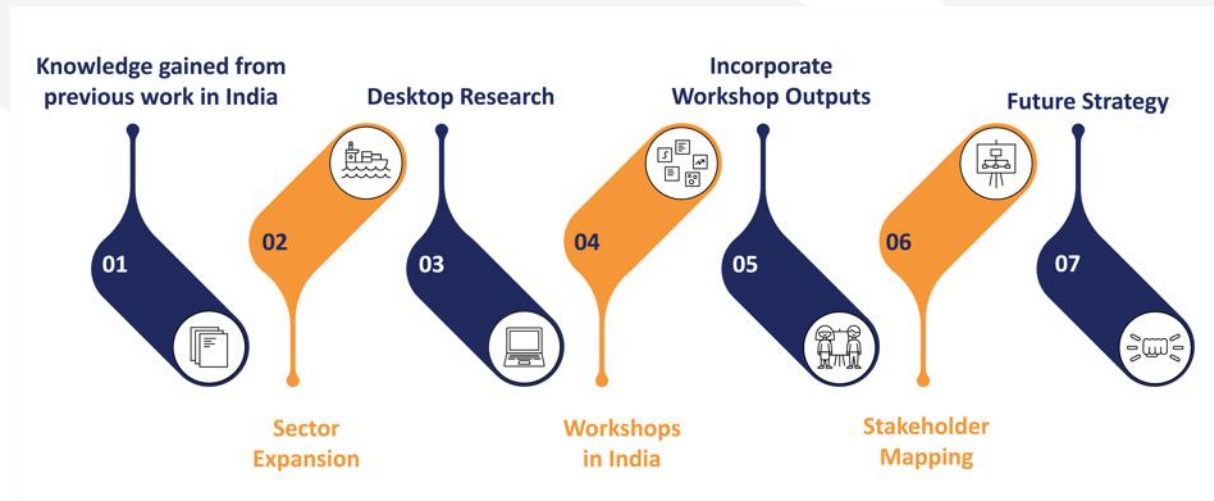 Knowledge gained from
previous work in India
01
02
Sector
Expansion
Desktop Research
03
04
Workshops
in India
Incorporate
Workshop Outputs
05
06
Stakeholder
Mapping
Future Strategy
07